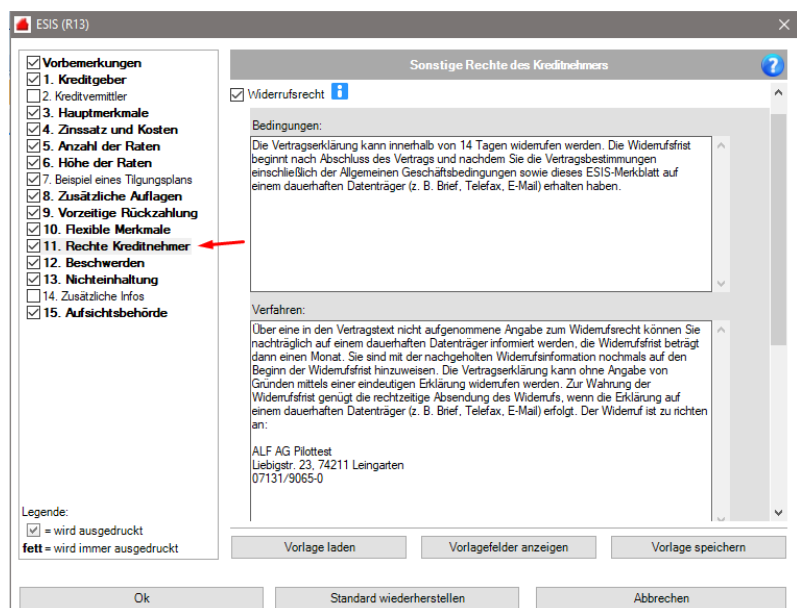 ESIS (R13)
Vorbemerkungen
1. Kreditgeber
2. Kreditvermittler
3. Hauptmerkmale
4. Zinssatz und Kosten
5. Anzahl der Raten
6. Höhe der Raten
7. Beispiel eines Tilgungsplans
8. Zusätzliche Auflagen
9. Vorzeitige Rückzahlung
10. Flexible Merkmale
11. Rechte Kreditnehmer
12. Beschwerden
13. Nichteinhaltung
14. Zusätzliche Infos
15. Aufsichtsbehörde
Legende:
= wird ausgedruckt
fett = wird immer ausgedruckt
Sonstige Rechte des Kreditnehmers
?
Widerrufsrecht i
Bedingungen:
Die Vertragserklärung kann innerhalb von 14 Tagen widerrufen werden. Die Widerrufsfrist
beginnt nach Abschluss des Vertrags und nachdem Sie die Vertragsbestimmungen
einschließlich der Allgemeinen Geschäftsbedingungen sowie dieses ESIS-Merkblatt auf
einem dauerhaften Datenträger (z. B. Brief, Telefax, E-Mail) erhalten haben.
Verfahren:
Über eine in den Vertragstext nicht aufgenommene Angabe zum Widerrufsrecht können Sie
nachträglich auf einem dauerhaften Datenträger informiert werden, die Widerrufsfrist beträgt
dann einen Monat. Sie sind mit der nachgeholten Widerrufsinformation nochmals auf den
Beginn der Widerrufsfrist hinzuweisen. Die Vertragserklärung kann ohne Angabe von
Gründen mittels einer eindeutigen Erklärung widerrufen werden. Zur Wahrung der
Widerrufsfrist genügt die rechtzeitige Absendung des Widerrufs, wenn die Erklärung auf
einem dauerhaften Datenträger (z. B. Brief, Telefax, E-Mail) erfolgt. Der Widerruf ist zu richten
an:
ALF AG Pilottest
Liebigstr. 23, 74211 Leingarten
07131/9065-0
Vorlage laden
Vorlagefelder anzeigen
Vorlage speichern
Ok
Standard wiederherstellen
Abbrechen